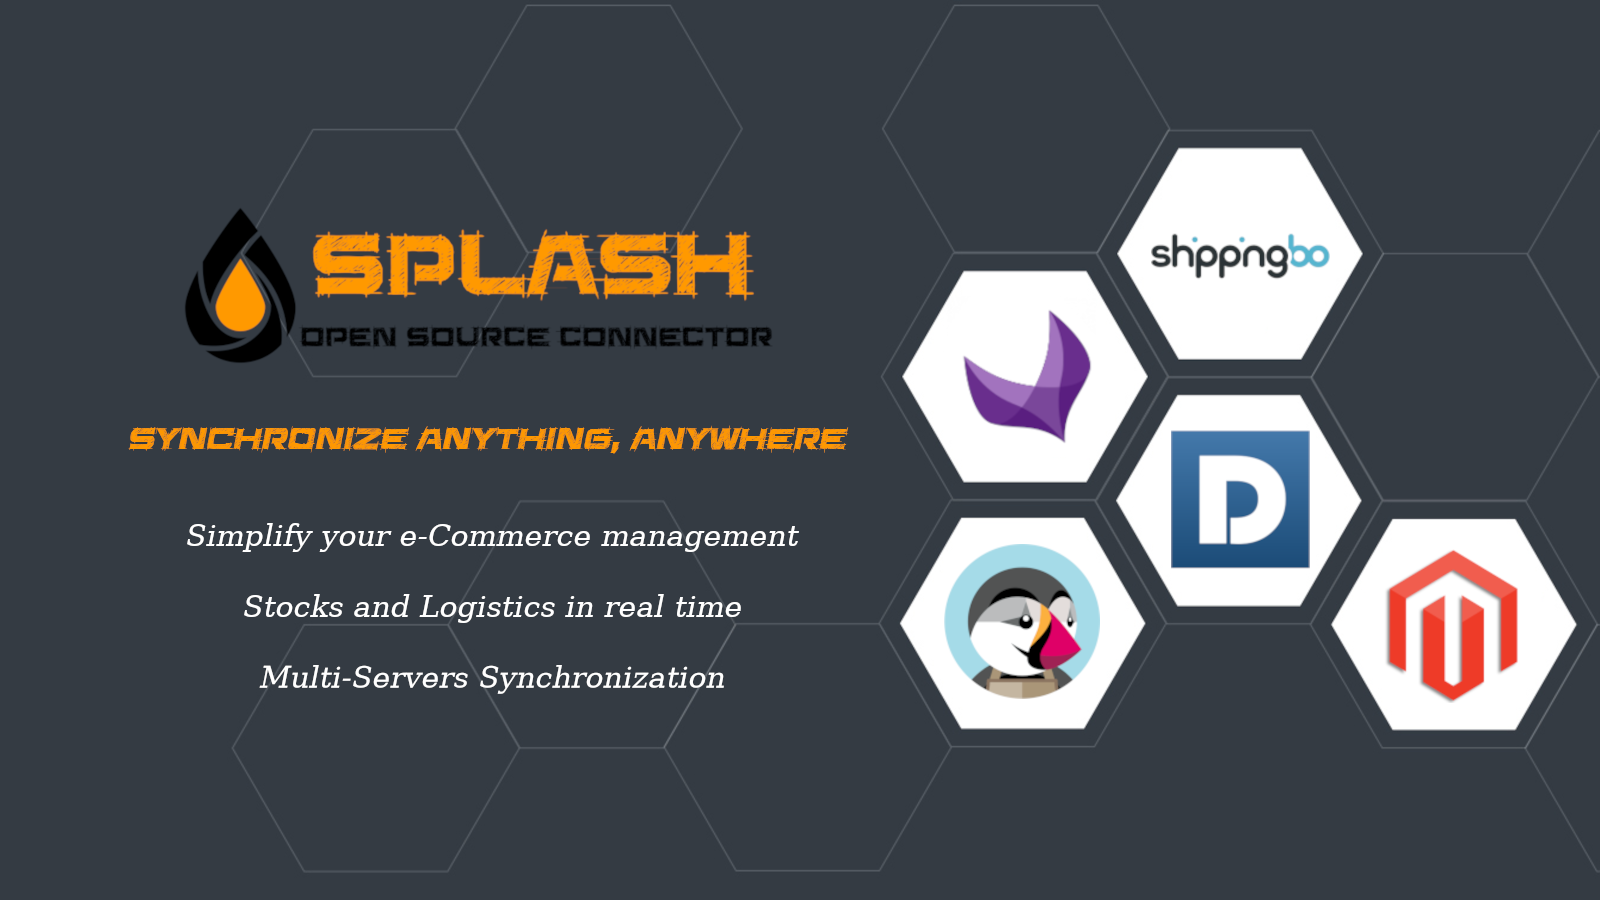 SPLASH
OPEN SOURCE CONNECTOR
SYNCHRONIZE ANYTHING, ANYWHERE
Simplify your e-Commerce management
Stocks and Logistics in real time
Multi-Servers Synchronization
shippingbo
D